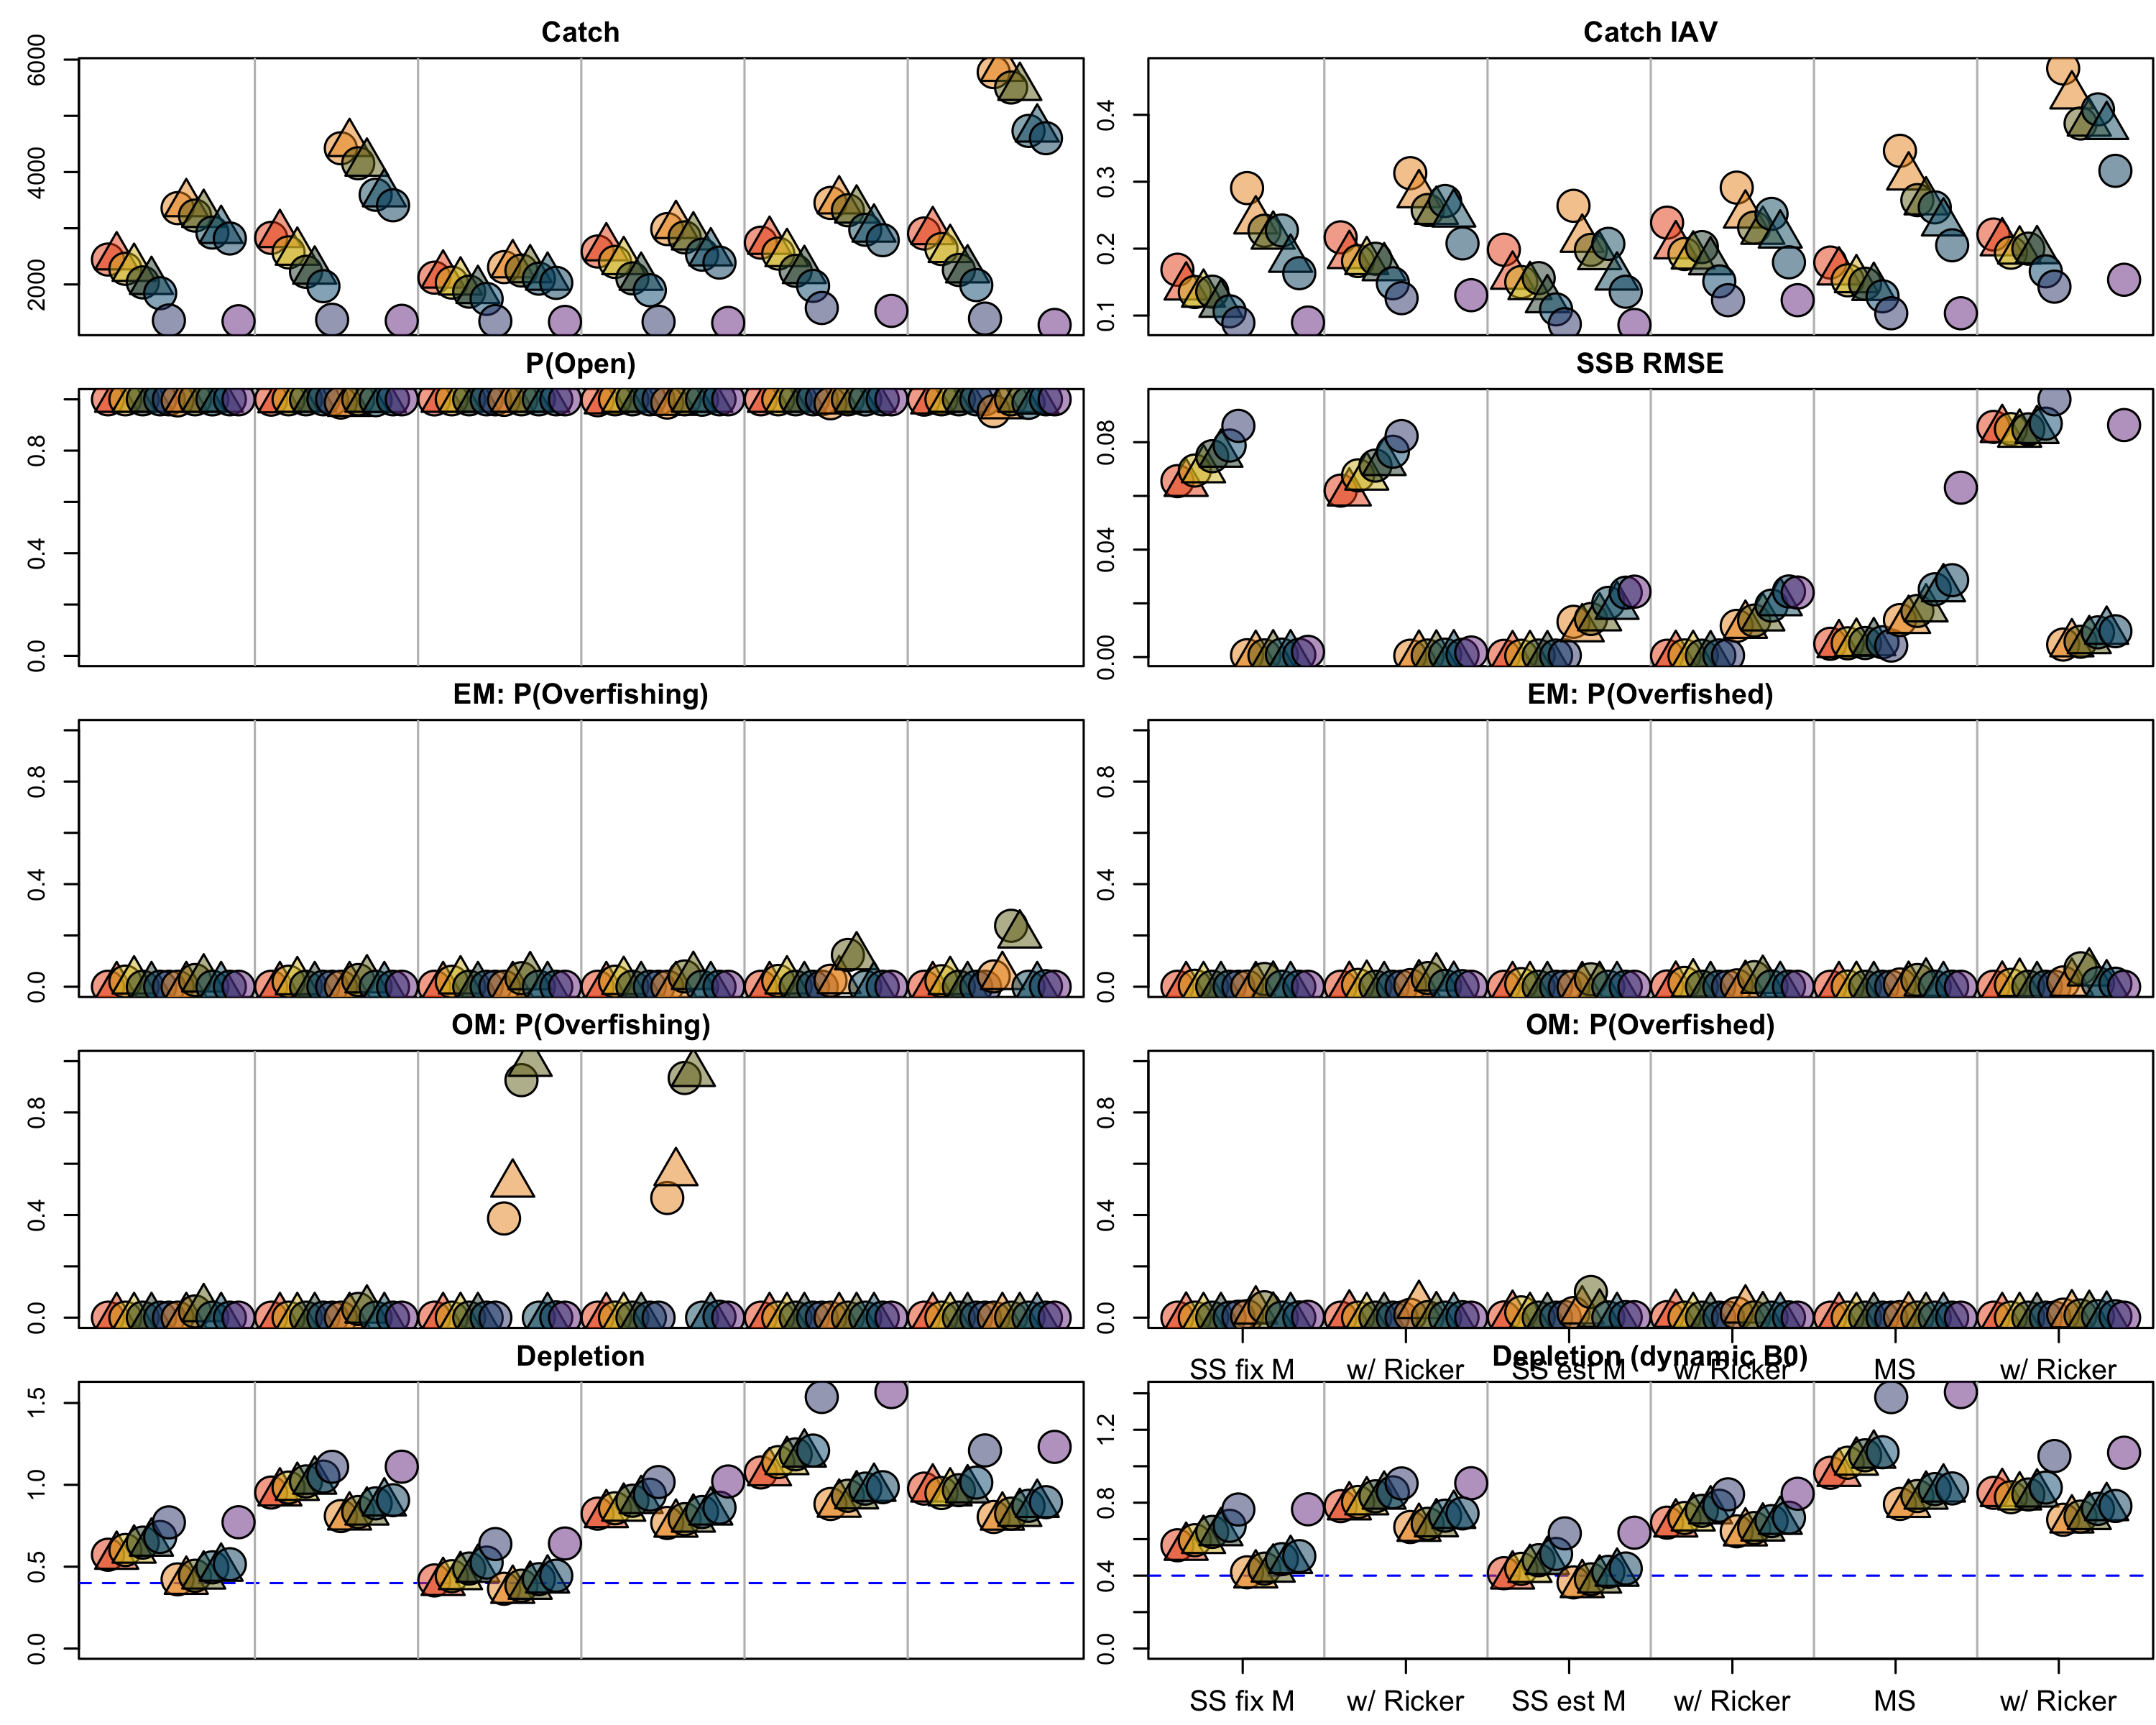 Catch
6000
4000
2000
Catch IAV
0.4
0.3
0.2
0.1
P(Open)
0.8
0.4
0.0
SSB RMSE
0.08
0.04
0.00
EM: P(Overfishing)
0.8
0.4
0.0
EM: P(Overfished)
0.8
0.4
0.0
OM: P(Overfishing)
0.8
0.4
0.0
OM: P(Overfished)
0.8
0.4
0.0
SS fix M w/ Ricker SS est M w/ Ricker MS w/ Ricker
Depletion
1.5
1.0
0.5
0.0
Depletion (dynamic B0)
1.2
0.8
0.4
0.0
SS fix M w/ Ricker SS est M w/ Ricker MS w/ Ricker